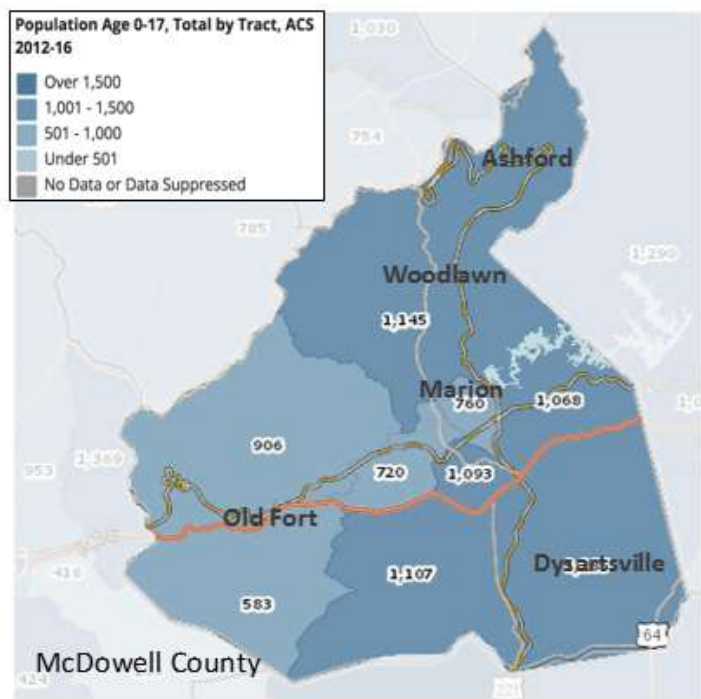 Population Age 0-17, Total by Tract, ACS
2012-16
Over 1,500
1,001 - 1,500
501 - 1,000
Under 501
No Data or Data Suppressed
1,030
754
Ashford
705
1,290
Woodlawn
1,145
Marion
760
1,068
906
1,369
953
720
1,093
Old Fort
416
Dysartsville
1,107
583
64
McDowell County
424
221